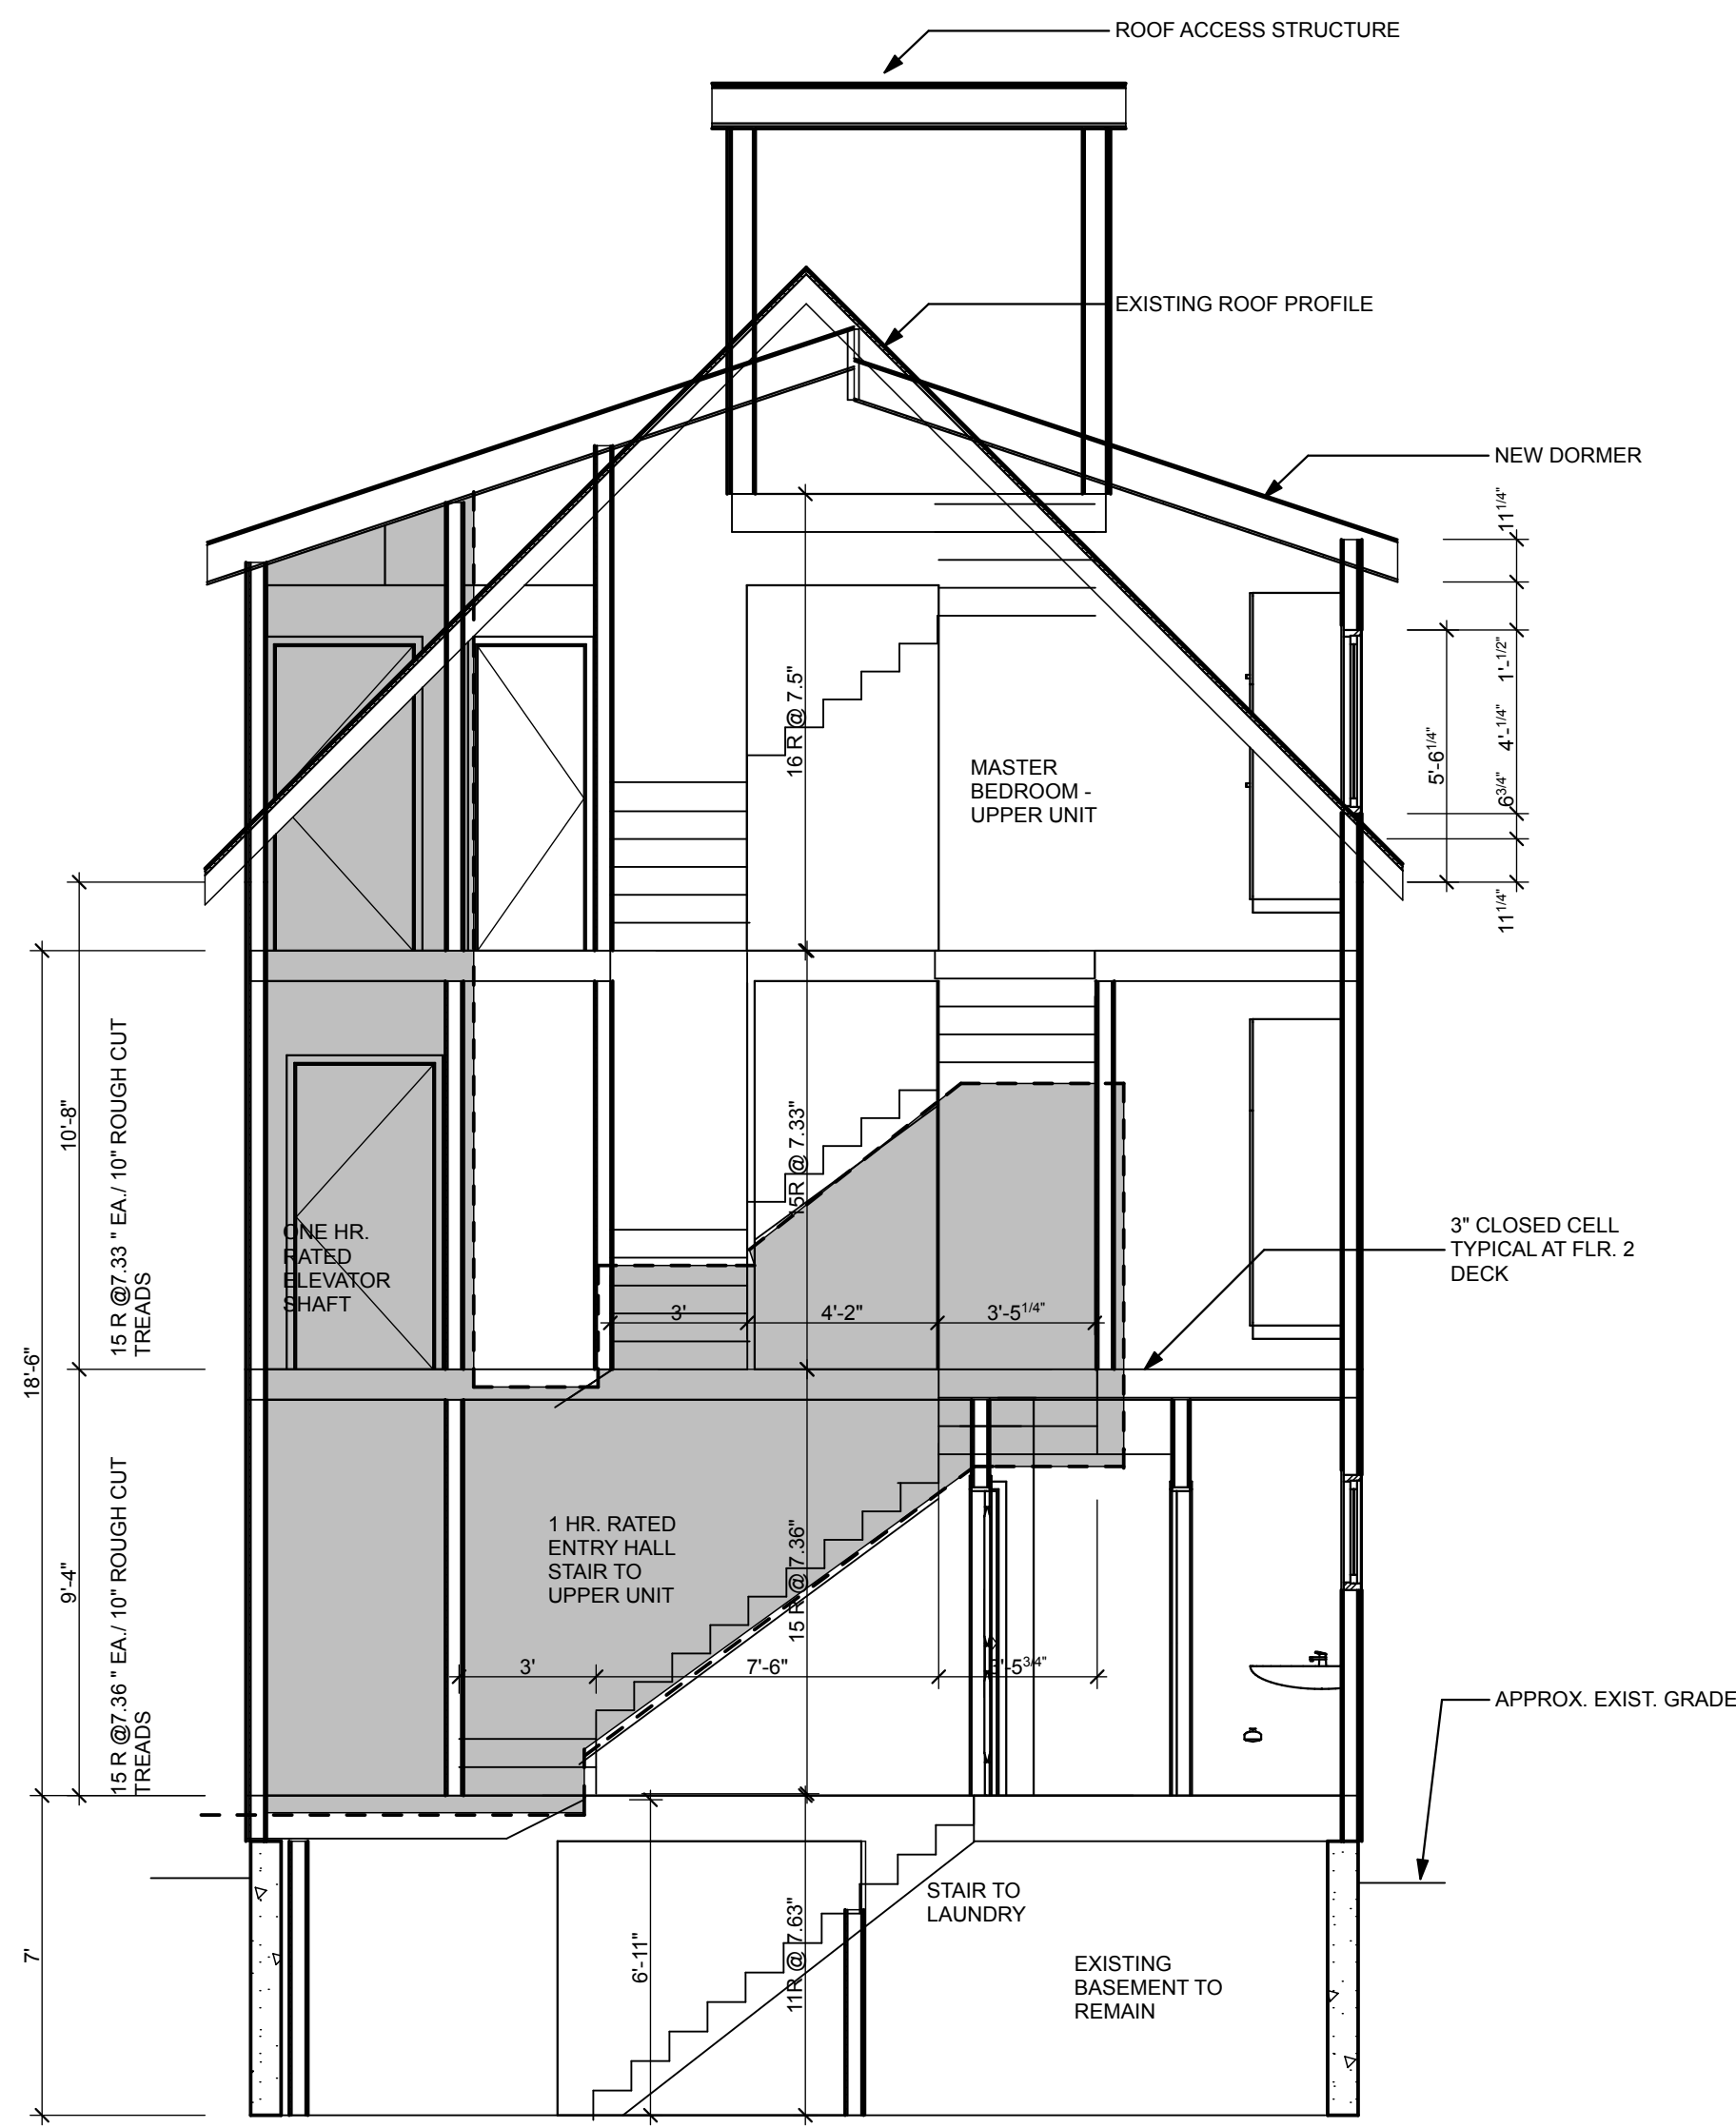 ROOF ACCESS STRUCTURE
EXISTING ROOF PROFILE
NEW DORMER
11 1/4"
1'-1/2"
4'-1/4"
6 3/4"
11 1/4"
5'-6 1/4"
16 R @ 7.5"
MASTER
BEDROOM -
UPPER UNIT
10'-8"
18'-6"
15 R @7.33 " EA./ 10" ROUGH CUT
TREADS
15R @ 7.33"
ONE HR.
RATED
ELEVATOR
SHAFT
3'
4'-2"
3'-5 1/4"
3" CLOSED CELL
TYPICAL AT FLR. 2
DECK
9'-4"
15 R @7.36 " EA./ 10" ROUGH CUT
TREADS
1 HR. RATED
ENTRY HALL
STAIR TO
UPPER UNIT
15 R @ 7.36"
3'
7'-6"
'-5 3/4"
APPROX. EXIST. GRADE
7'
6'-11"
11R @ 7.63"
STAIR TO
LAUNDRY
EXISTING
BASEMENT TO
REMAIN